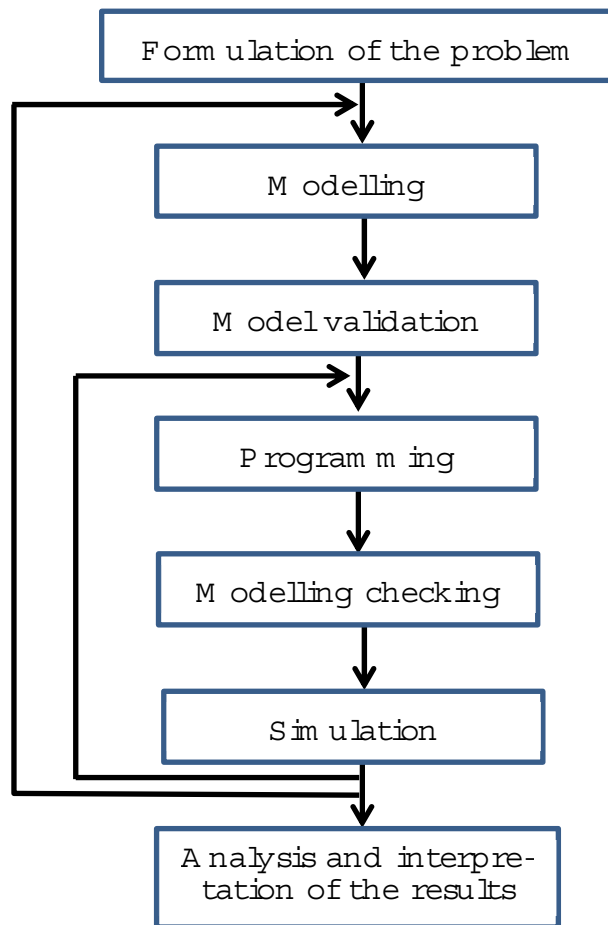 Formulation of the problem
Modelling
Model validation
Programming
Modelling checking
Simulation
Analysis and interpre-
tation of the results